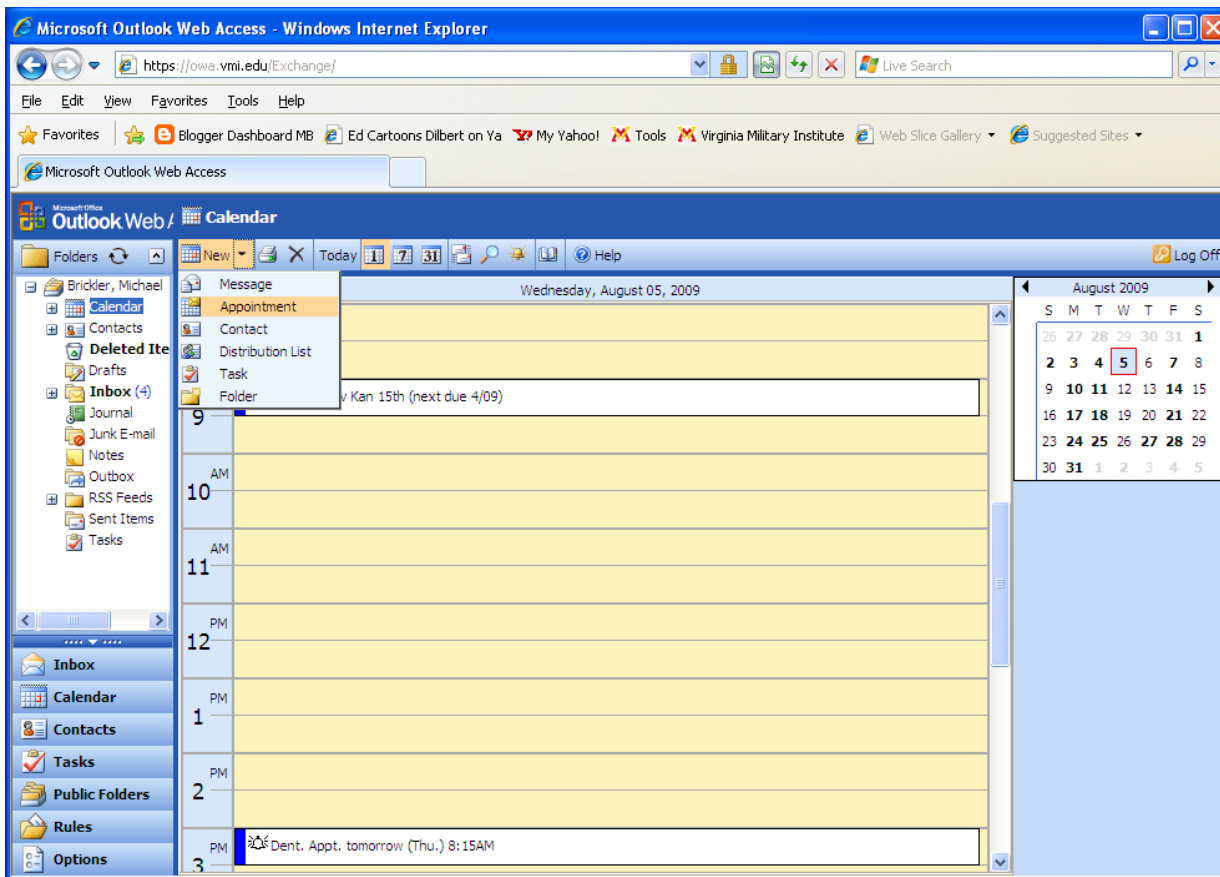 Microsoft Outlook Web Access - Windows Internet Explorer
https://owa.vmi.edu/Exchange/
Live Search
File Edit View Favorites Tools Help
Favorites Blogger Dashboard MB Ed Cartoons Dilbert on Ya My Yahoo! Tools Virginia Military Institute Web Slice Gallery Suggested Sites
Microsoft Outlook Web Access
Microsoft Office
Outlook Web A Calendar
Folders New Today 1 7 31 Help Log Off
Brickler, Michael
Calendar
Contacts
Deleted Ite
Drafts
Inbox (4)
Journal
Junk E-mail
Notes
Outbox
RSS Feeds
Sent Items
Tasks
Message
Appointment
Contact
Distribution List
Task
Folder
Wednesday, August 05, 2009
v Kan 15th (next due 4/09)
9
AM
10
AM
11
PM
12
PM
1
PM
2
PM
3
Dent. Appt. tomorrow (Thu.) 8:15AM
August 2009
S M T W T F S
26 27 28 29 30 31 1
2 3 4 5 6 7 8
9 10 11 12 13 14 15
16 17 18 19 20 21 22
23 24 25 26 27 28 29
30 31 1 2 3 4 5
Inbox
Calendar
Contacts
Tasks
Public Folders
Rules
Options